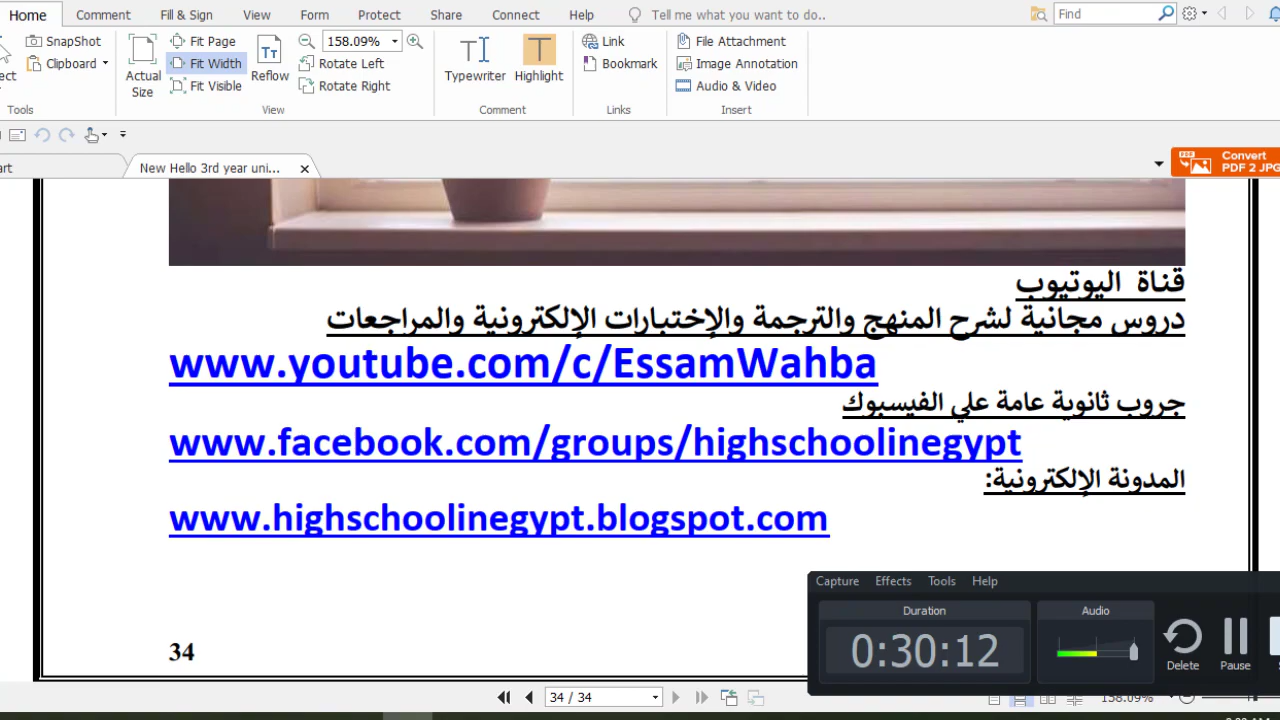 Home Comment Fill & Sign View Form Protect Share Connect Help Tell me what you want to do.. Find
SnapShot Fit Page 158.09% Link File Attachment
Clipboard Actual Size Fit Width Reflow Rotate Left Typewriter Highlight Bookmark Image Annotation
Fit Visible Rotate Right Audio & Video
Tools View Comment Links Insert
New Hello 3rd year uni... Convert
PDF 2 JPG
قناة اليوتيوب
دروس مجانية لشرح المنهج والترجمة والإختبارات الإلكترونية والمراجعات
www.youtube.com/c/EssamWahba
جروب ثانوية عامة علي الفيسبوك
www.facebook.com/groups/highschoolinegypt
المدونة الإلكترونية:
www.highschoolinegypt.blogspot.com
Capture Effects Tools Help
Duration Audio
0:30:12
Delete Pause
34
34 / 34 158.09%